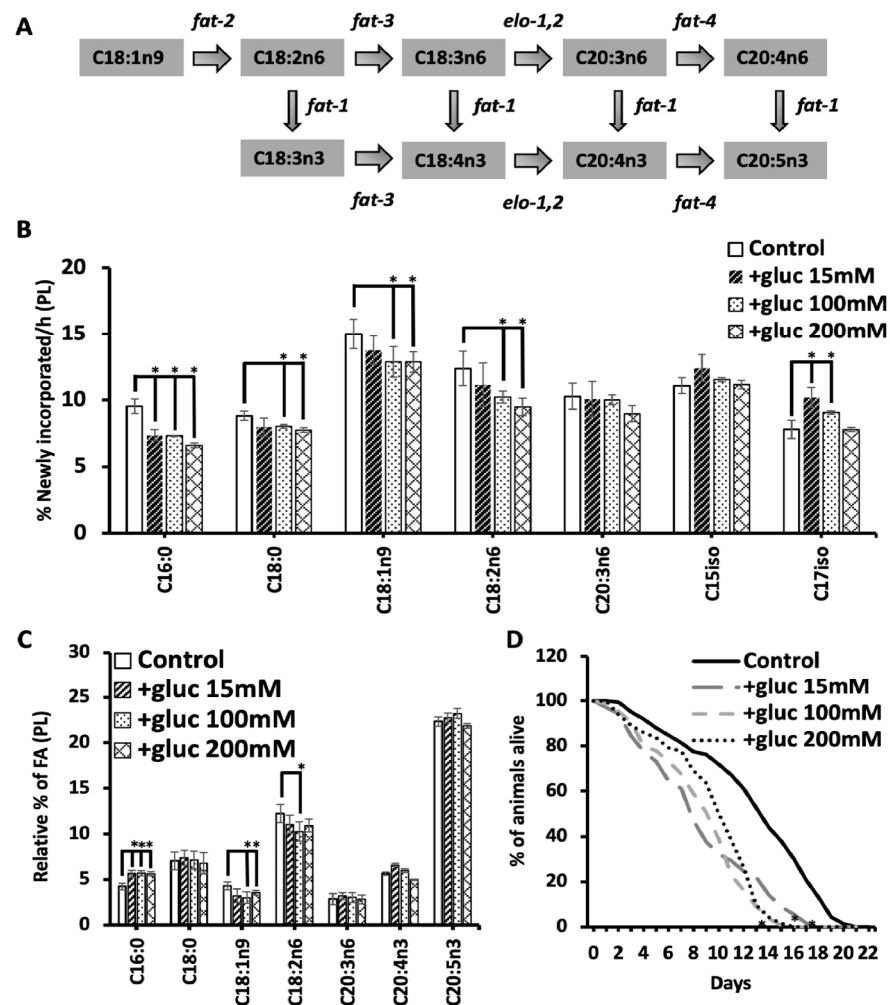 A
fat-2 fat-3 elo-1,2 fat-4
C18:1n9 C18:2n6 C18:3n6 C20:3n6 C20:4n6
fat-1 fat-1 fat-1 fat-1
C18:3n3 C18:4n3 C20:4n3 C20:5n3
fat-3 elo-1,2 fat-4
B
% Newly incorporated/h (PL)
20
15
10
5
0
Control
+gluc 15mM
+gluc 100mM
+gluc 200mM
* * *
* *
* *
* *
* *
C16:0
C18:0
C18:1n9
C18:2n6
C20:3n6
C15iso
C17iso
C
Relative % of FA (PL)
30
25
20
15
10
5
0
Control
+gluc 15mM
+gluc 100mM
+gluc 200mM
***
**
*
C16:0
C18:0
C18:1n9
C18:2n6
C20:3n6
C20:4n3
C20:5n3
D
% of animals alive
120
100
80
60
40
20
0
Control
+gluc 15mM
+gluc 100mM
+gluc 200mM
* * *
0 2 4 6 8 10 12 14 16 18 20 22
Days